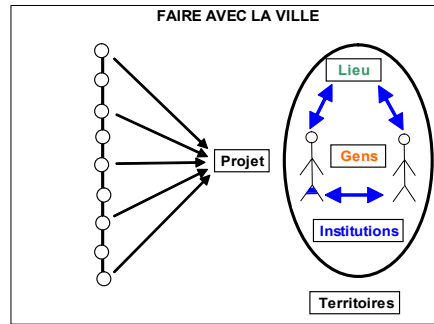 FAIRE AVEC LA VILLE
Lieu
Projet
Gens
Institutions
Territoires